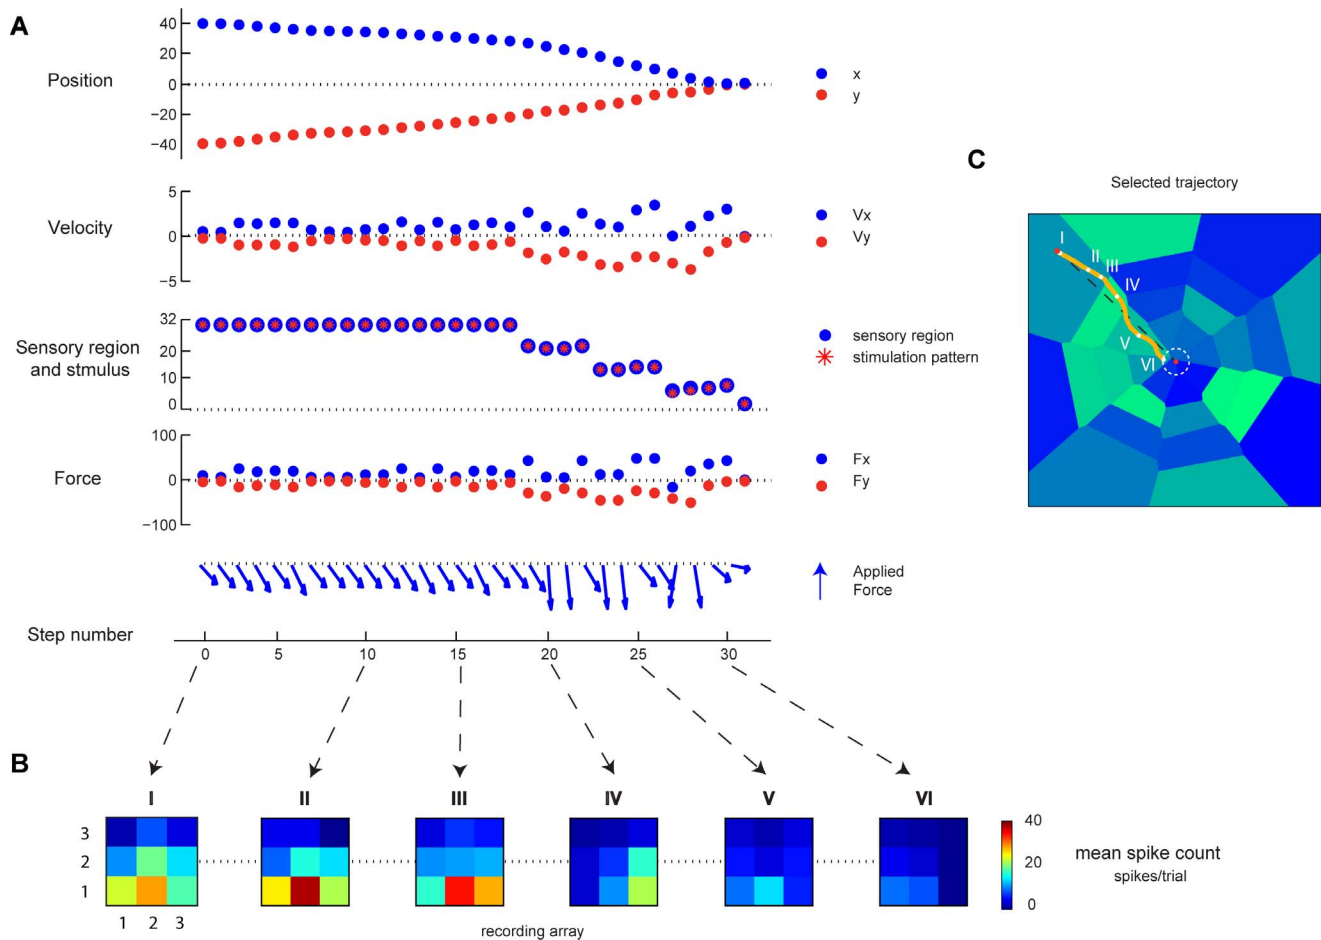 A
40
20
0
−20
−40
Position
x
y
5
0
−5
Velocity
Vx
Vy
32
20
10
0
Sensory region
and stmulus
sensory region
stimulation pattern
100
0
−100
Force
Fx
Fy
Applied
Force
Step number
0 5 10 15 20 25 30
C
Selected trajectory
I
II
III
IV
V
VI
B
I II III IV V VI
3
2
1
1 2 3
recording array
40
20
0
mean spike count
spikes/trial